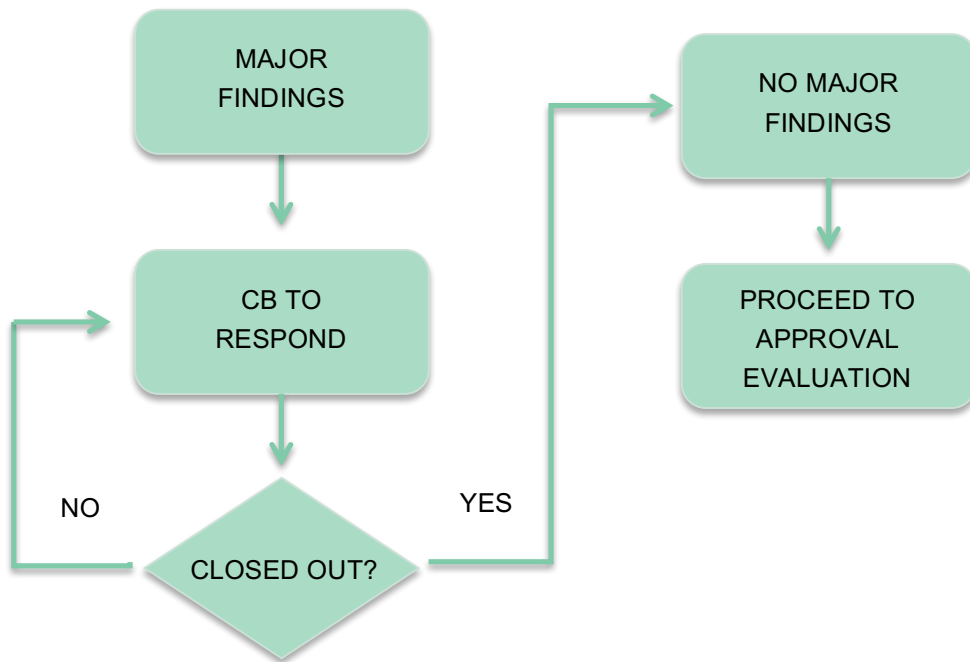 MAJOR
FINDINGS
CB TO
RESPOND
NO
CLOSED OUT?
YES
NO MAJOR
FINDINGS
PROCEED TO
APPROVAL
EVALUATION